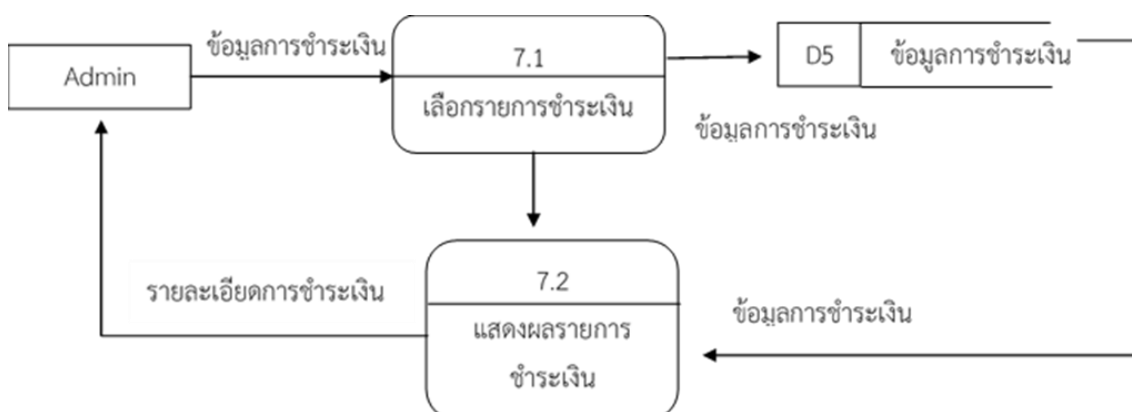 ข้อมูลการชำระเงิน
Admin
7.1
เลือกรายการชำระเงิน
D5
ข้อมูลการชำระเงิน
ข้อมูลการชำระเงิน
7.2
แสดงผลรายการ
ชำระเงิน
รายละเอียดการชำระเงิน
ข้อมูลการชำระเงิน